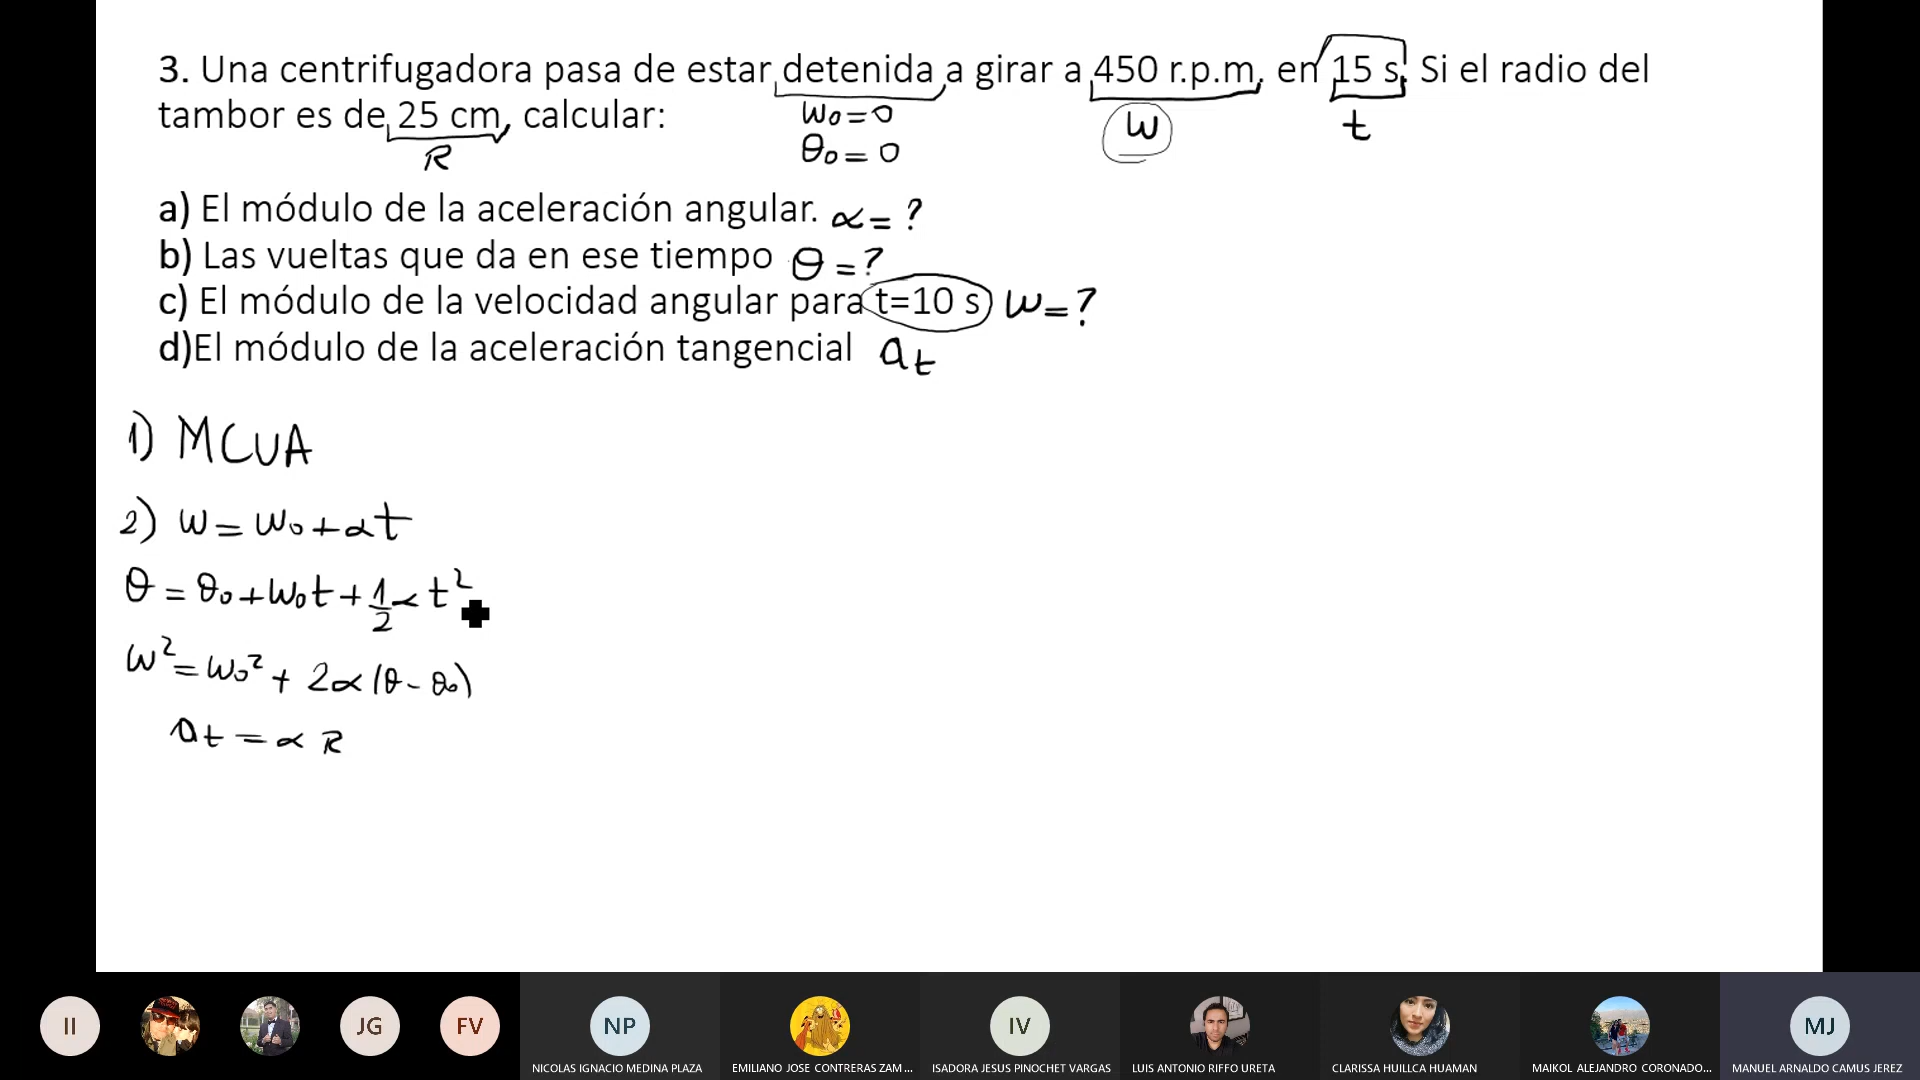 3. Una centrifugadora pasa de estar detenida a girar a 450 r.p.m, en 15 s. Si el radio del
tambor es de 25 cm, calcular:
ω₀=0
ω
t
R
θ₀=0
a) El módulo de la aceleración angular. α=?
b) Las vueltas que da en ese tiempo θ=?
c) El módulo de la velocidad angular para t=10 s ω=?
d)El módulo de la aceleración tangencial at
1) MCUA
2) ω=ω₀+αt
θ=θ₀+ω₀t+1/2αt²
ω²=ω₀²+2α(θ-θ₀)
at=αR
II
JG
FV
NP
IV
MJ
NICOLAS IGNACIO MEDINA PLAZA
EMILIANO JOSE CONTRERAS ZAM...
ISADORA JESUS PINOCHET VARGAS
LUIS ANTONIO RIFFO URETA
CLARISSA HUILLCA HUAMAN
MAIKOL ALEJANDRO CORONADO...
MANUEL ARNALDO CAMUS JEREZ